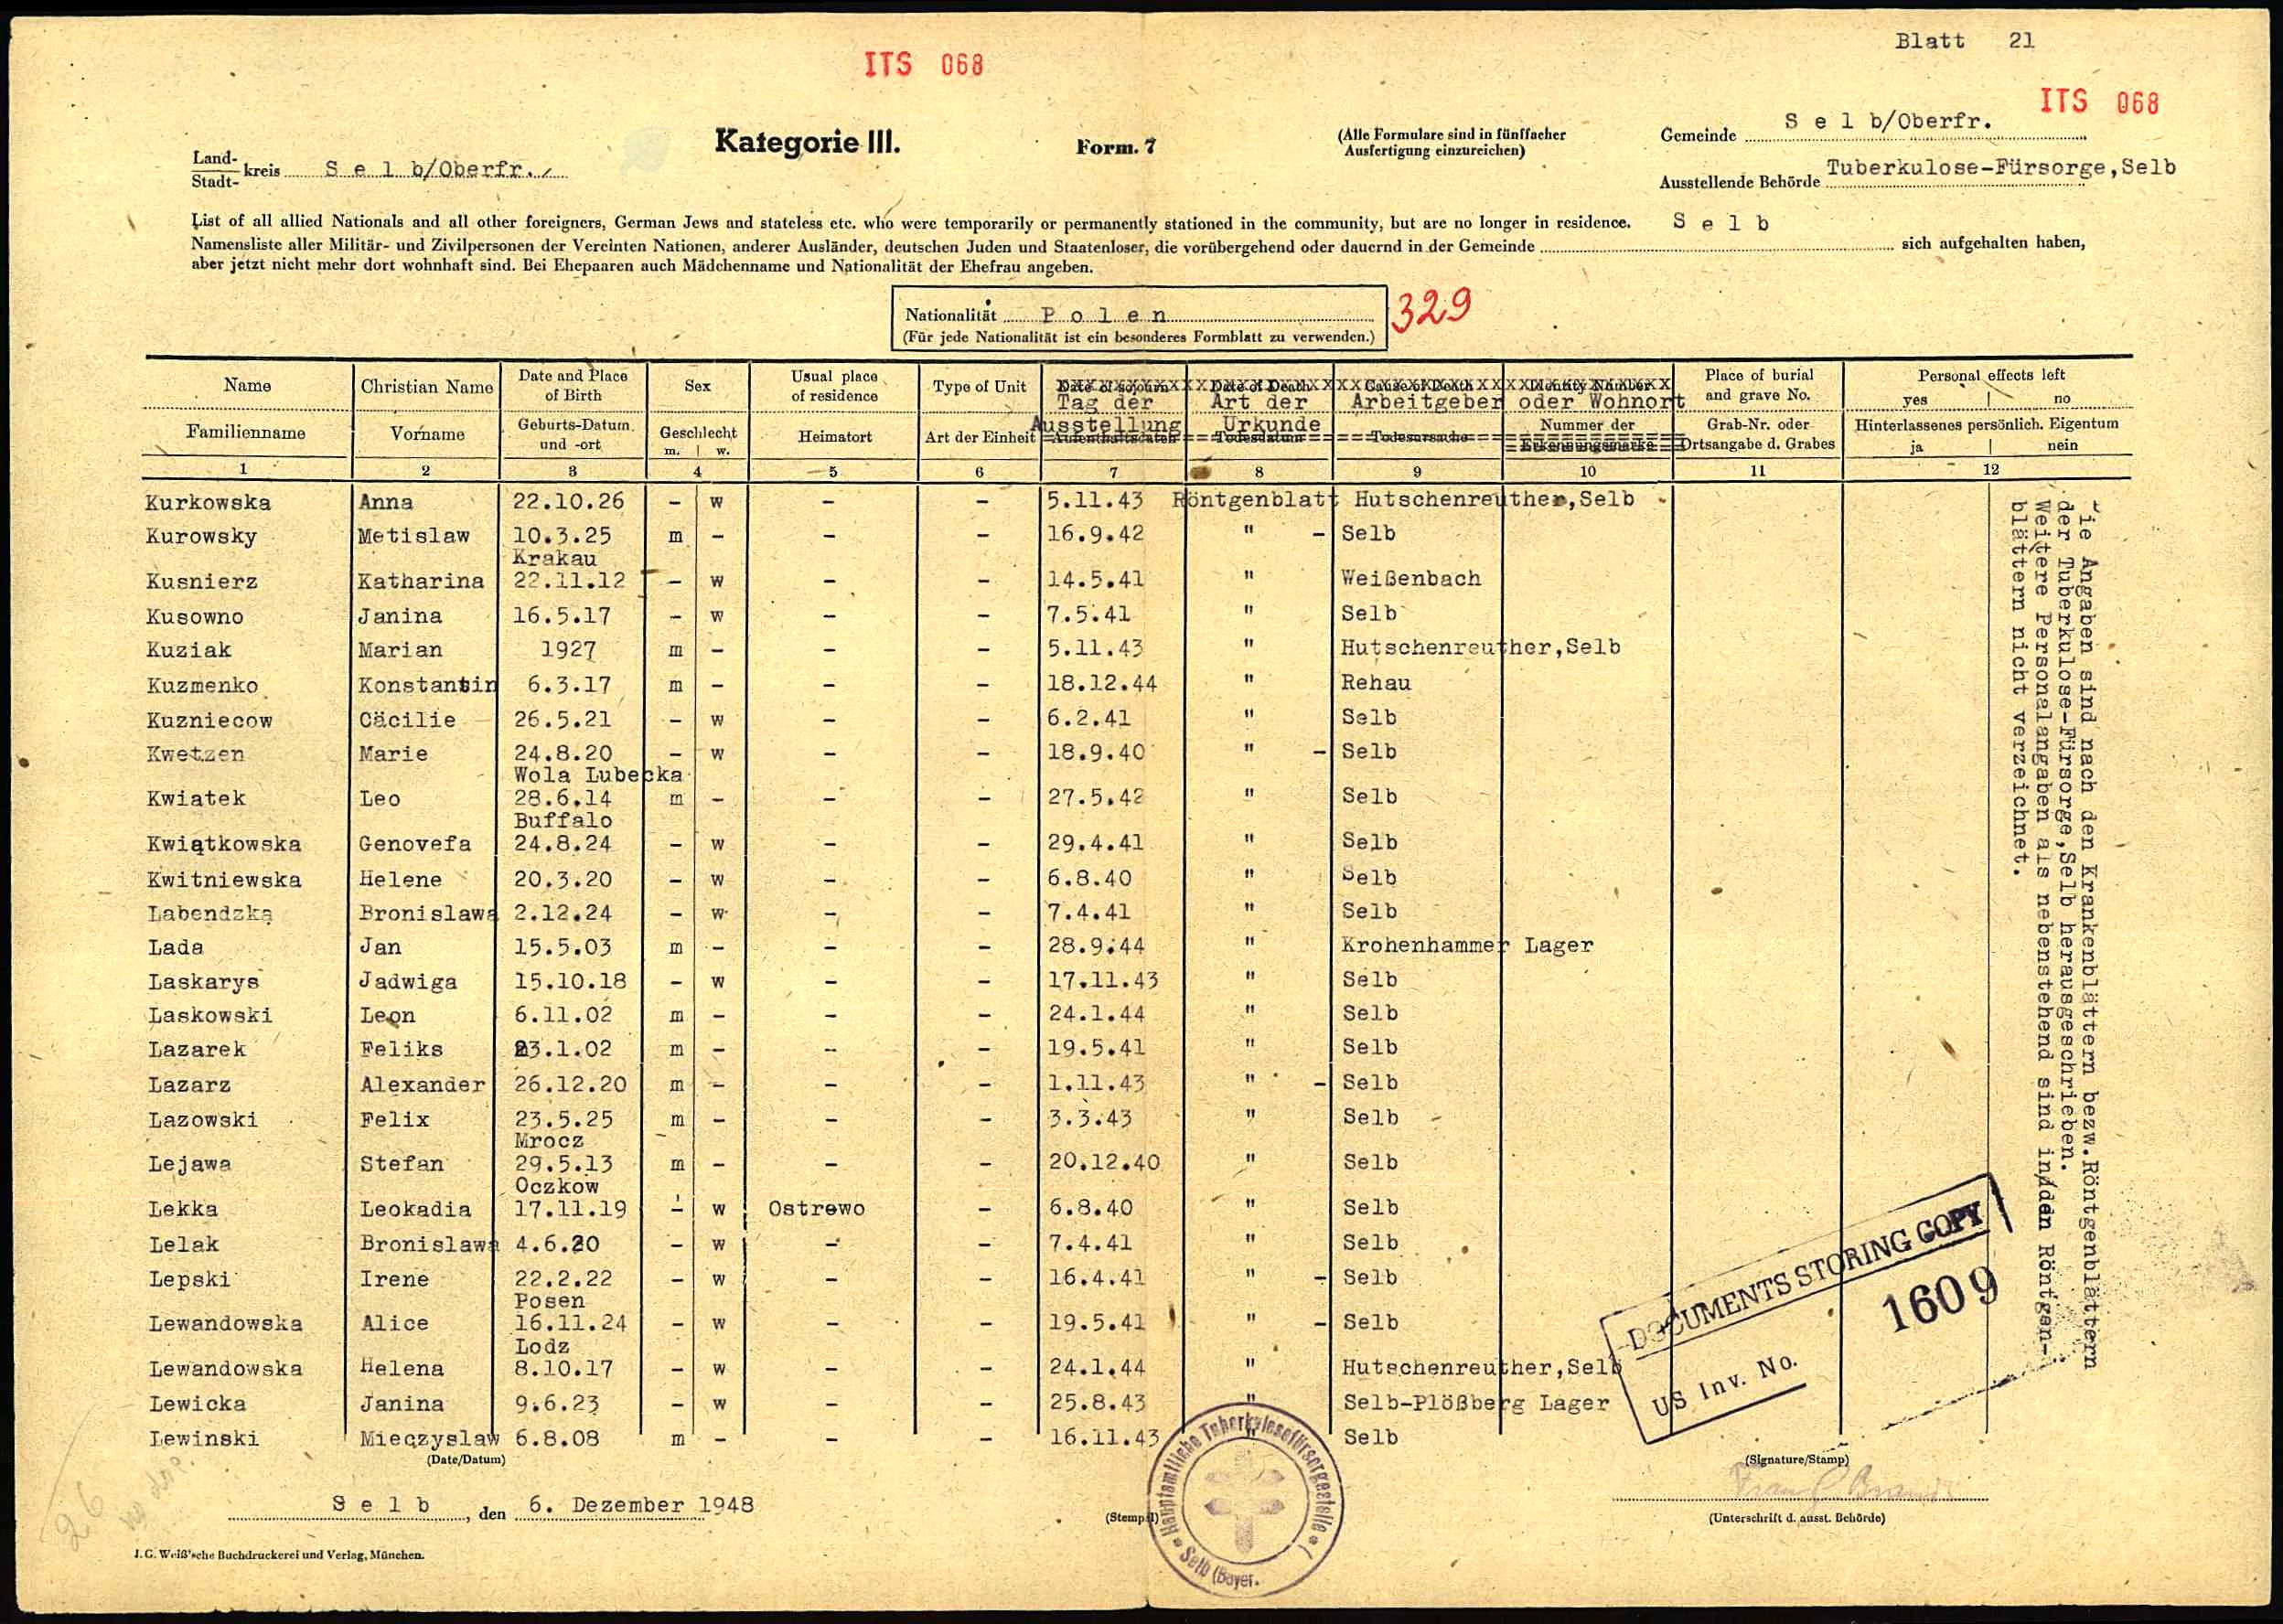 Blatt 21
ITS 068
ITS 068
Land-
Stadt- kreis S e l b/Oberfr.
Kategorie III.
Form. 7
(Alle Formulare sind in fünffacher
Ausfertigung einzureichen)
Gemeinde S e l b/Oberfr.
Ausstellende Behörde Tuberkulose-Fürsorge,Selb
List of all allied Nationals and all other foreigners, German Jews and stateless etc. who were temporarily or permanently stationed in the community, but are no longer in residence.
Namensliste aller Militär- und Zivilpersonen der Vereinten Nationen, anderer Ausländer, deutschen Juden und Staatenloser, die vorübergehend oder dauernd in der Gemeinde S e l b sich aufgehalten haben,
aber jetzt nicht mehr dort wohnhaft sind. Bei Ehepaaren auch Mädchenname und Nationalität der Ehefrau angeben.
Nationalität P o l e n
(Für jede Nationalität ist ein besonderes Formblatt zu verwenden.)
329
Name | Christian Name | Date and Place of Birth | Sex | Usual place of residence | Type of Unit | Date of sojourn | Date of Death | Cause of Death | Identity Number | Place of burial and grave No. | Personal effects left yes no
Tag der Ausstellung | Art der Urkunde | Arbeitgeber oder Wohnort
Familienname | Vorname | Geburts-Datum und -ort | Geschlecht m. w. | Heimatort | Art der Einheit | Aufenthaltsdaten | Todesdatum | Todesursache | Nummer der Erkennungsmarke | Grab-Nr. oder Ortsangabe d. Grabes | Hinterlassenes persönlich. Eigentum ja nein
1 2 3 4 5 6 7 8 9 10 11 12
Kurkowska Anna 22.10.26 - w - - 5.11.43 Röntgenblatt Hutschenreuther,Selb
Kurowsky Metislaw 10.3.25 m - - - 16.9.42 " - Selb
Krakau
Kusnierz Katharina 22.11.12 - w - - 14.5.41 " Weißenbach
Kusowno Janina 16.5.17 - w - - 7.5.41 " Selb
Kuziak Marian 1927 m - - - 5.11.43 " Hutschenreuther,Selb
Kuzmenko Konstantin 6.3.17 m - - - 18.12.44 " Rehau
Kuzniecow Cäcilie 26.5.21 - w - - 6.2.41 " Selb
Kwetzen Marie 24.8.20 - w - - 18.9.40 " - Selb
Wola Lubecka
Kwiatek Leo 28.6.14 m - - - 27.5.42 " Selb
Buffalo
Kwiątkowska Genovefa 24.8.24 - w - - 29.4.41 " Selb
Kwitniewska Helene 20.3.20 - w - - 6.8.40 " Selb
Labendzka Bronislawa 2.12.24 - w - - 7.4.41 " Selb
Lada Jan 15.5.03 m - - - 28.9.44 " Krohenhammer Lager
Laskarys Jadwiga 15.10.18 - w - - 17.11.43 " Selb
Laskowski Leon 6.11.02 m - - - 24.1.44 " Selb
Lazarek Feliks 23.1.02 m - - - 19.5.41 " Selb
Lazarz Alexander 26.12.20 m - - - 1.11.43 " - Selb
Lazowski Felix 23.5.25 m - - - 3.3.43 " Selb
Mrocz
Lejawa Stefan 29.5.13 m - - - 20.12.40 " Selb
Oczkow
Lekka Leokadia 17.11.19 - w Ostrowo - 6.8.40 " Selb
Lelak Bronislawa 4.6.20 - w - - 7.4.41 " Selb
Lepski Irene 22.2.22 - w - - 16.4.41 " - Selb
Posen
Lewandowska Alice 16.11.24 - w - - 19.5.41 " - Selb
Lodz
Lewandowska Helena 8.10.17 - w - - 24.1.44 " Hutschenreuther,Selb
Lewicka Janina 9.6.23 - w - - 25.8.43 " Selb-Plößberg Lager
Lewinski Mieczyslaw 6.8.08 m - - - 16.11.43 " Selb
Die Angaben sind nach den Krankenblättern bezw.Röntgenblättern
der Tuberkulose-Fürsorge,Selb herausgeschrieben.
Weitere Personalangaben als nebenstehend sind in den Röntgen-
blättern nicht verzeichnet.
DOCUMENTS STORING COPY
1609
US Inv. No.
(Date/Datum)
S e l b, den 6. Dezember 1948
(Stempel)
Hauptamtliche Tuberkulosefürsorgestelle
Selb (Bayer.
(Signature/Stamp)
(Unterschrift d. ausst. Behörde)
26
J. G. Weiß'sche Buchdruckerei und Verlag, München.